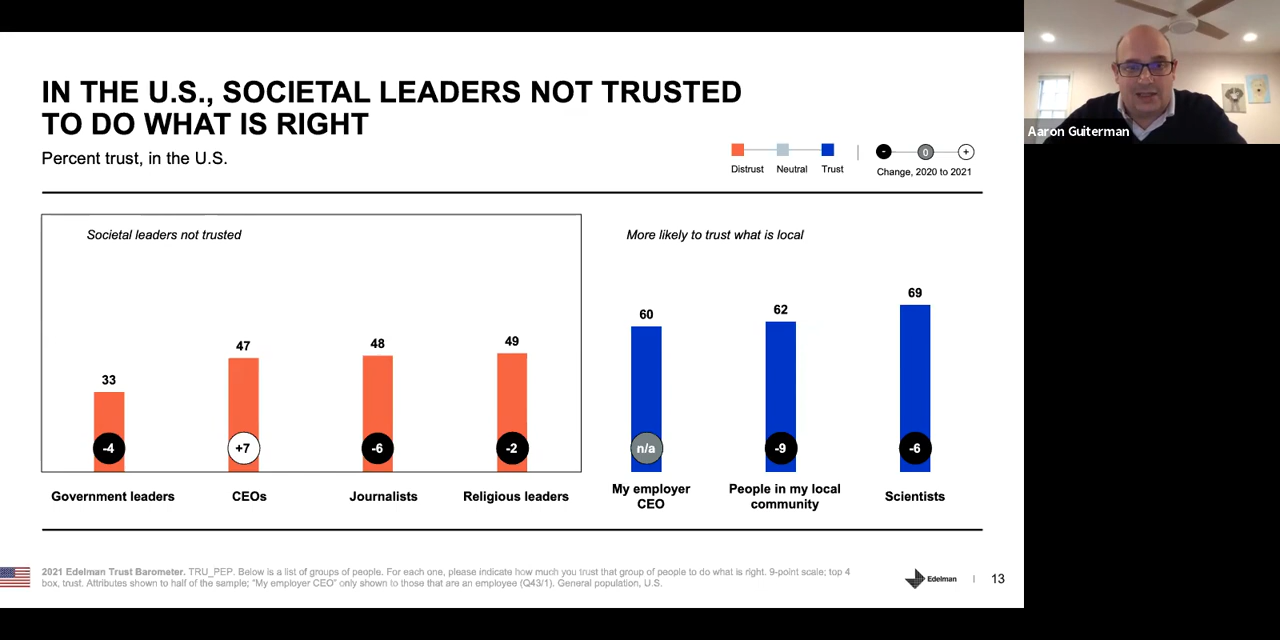 IN THE U.S., SOCIETAL LEADERS NOT TRUSTED
TO DO WHAT IS RIGHT
Percent trust, in the U.S.
Distrust Neutral Trust
- 0 +
Change, 2020 to 2021
Aaron Guiterman
Societal leaders not trusted
33 47 48 49
-4 +7 -6 -2
Government leaders CEOs Journalists Religious leaders
More likely to trust what is local
60 62 69
n/a -9 -6
My employer
CEO
People in my local
community
Scientists
2021 Edelman Trust Barometer. TRU_PEP. Below is a list of groups of people. For each one, please indicate how much you trust that group of people to do what is right. 9-point scale; top 4
box, trust. Attributes shown to half of the sample; "My employer CEO" only shown to those that are an employee (Q43/1). General population, U.S.
Edelman | 13